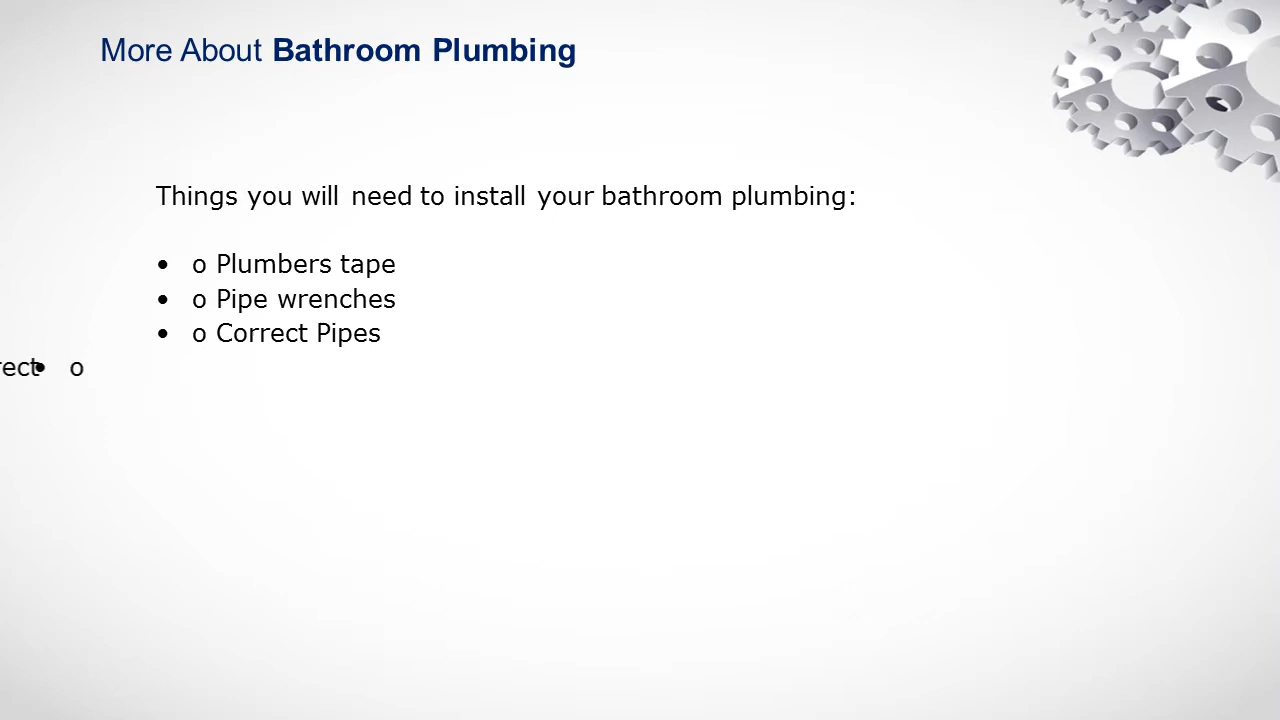 More About Bathroom Plumbing
Things you will need to install your bathroom plumbing:
• o Plumbers tape
• o Pipe wrenches
• o Correct Pipes
rect• o